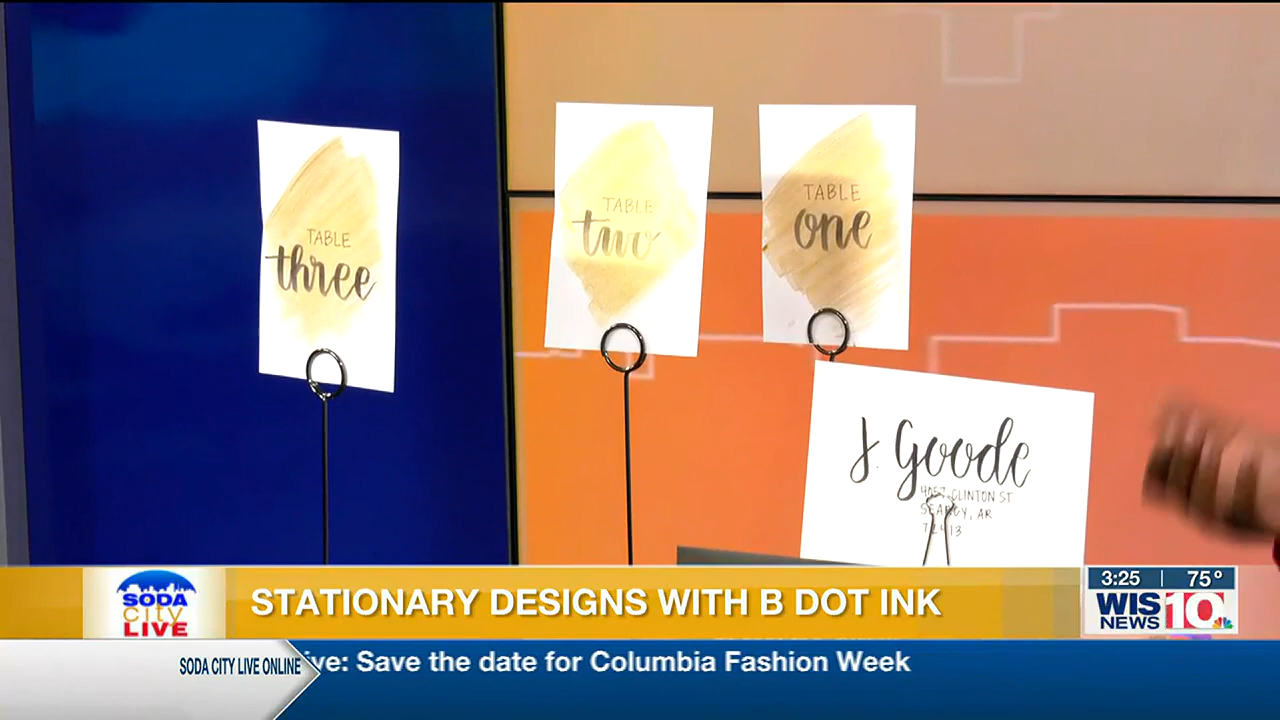 TABLE
three
TABLE
two
TABLE
one
J. Goode
CLINTON ST
SEARCY, AR
STATIONARY DESIGNS WITH B DOT INK
SODA
city
LIVE
3:25 | 75°
WIS
NEWS 10
SODA CITY LIVE ONLINE
ive: Save the date for Columbia Fashion Week